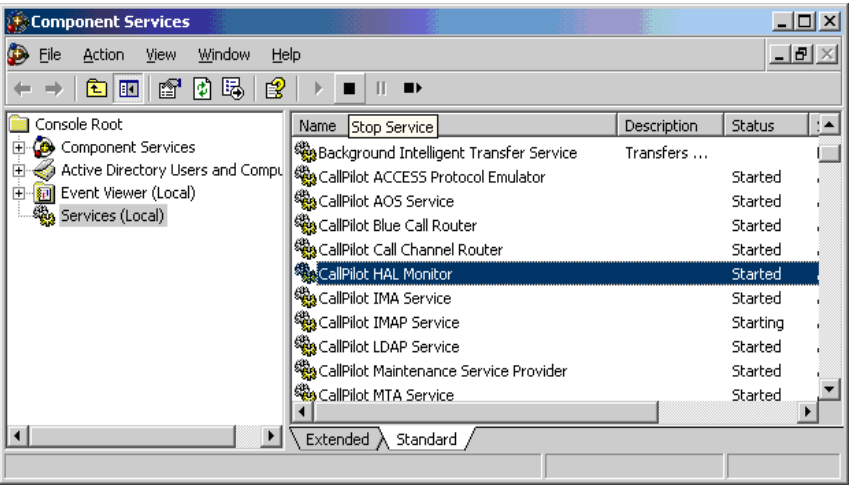 Component Services
File Action View Window Help
Console Root
Component Services
Active Directory Users and Compu
Event Viewer (Local)
Services (Local)
Name Stop Service Description Status
Background Intelligent Transfer Service Transfers ...
CallPilot ACCESS Protocol Emulator Started
CallPilot AOS Service Started
CallPilot Blue Call Router Started
CallPilot Call Channel Router Started
CallPilot HAL Monitor Started
CallPilot IMA Service Started
CallPilot IMAP Service Starting
CallPilot LDAP Service Started
CallPilot Maintenance Service Provider Started
CallPilot MTA Service Started
Extended Standard